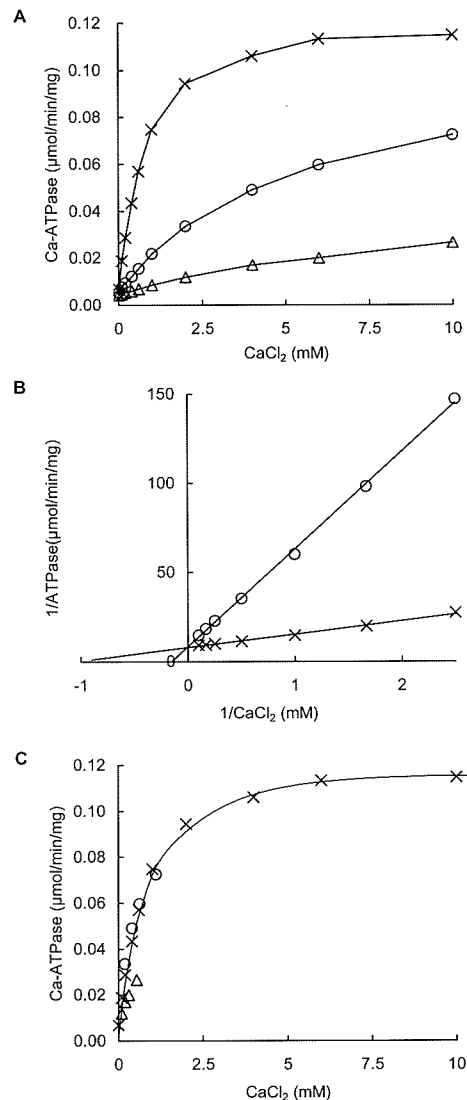 A
Ca-ATPase (µmol/min/mg)
0.12
0.10
0.08
0.06
0.04
0.02
0.00
0 2.5 5 7.5 10
CaCl₂ (mM)
B
1/ATPase(µmol/min/mg)
150
100
50
0
-1 0 1 2
1/CaCl₂ (mM)
C
Ca-ATPase (µmol/min/mg)
0.12
0.10
0.08
0.06
0.04
0.02
0.00
0 2.5 5 7.5 10
CaCl₂ (mM)